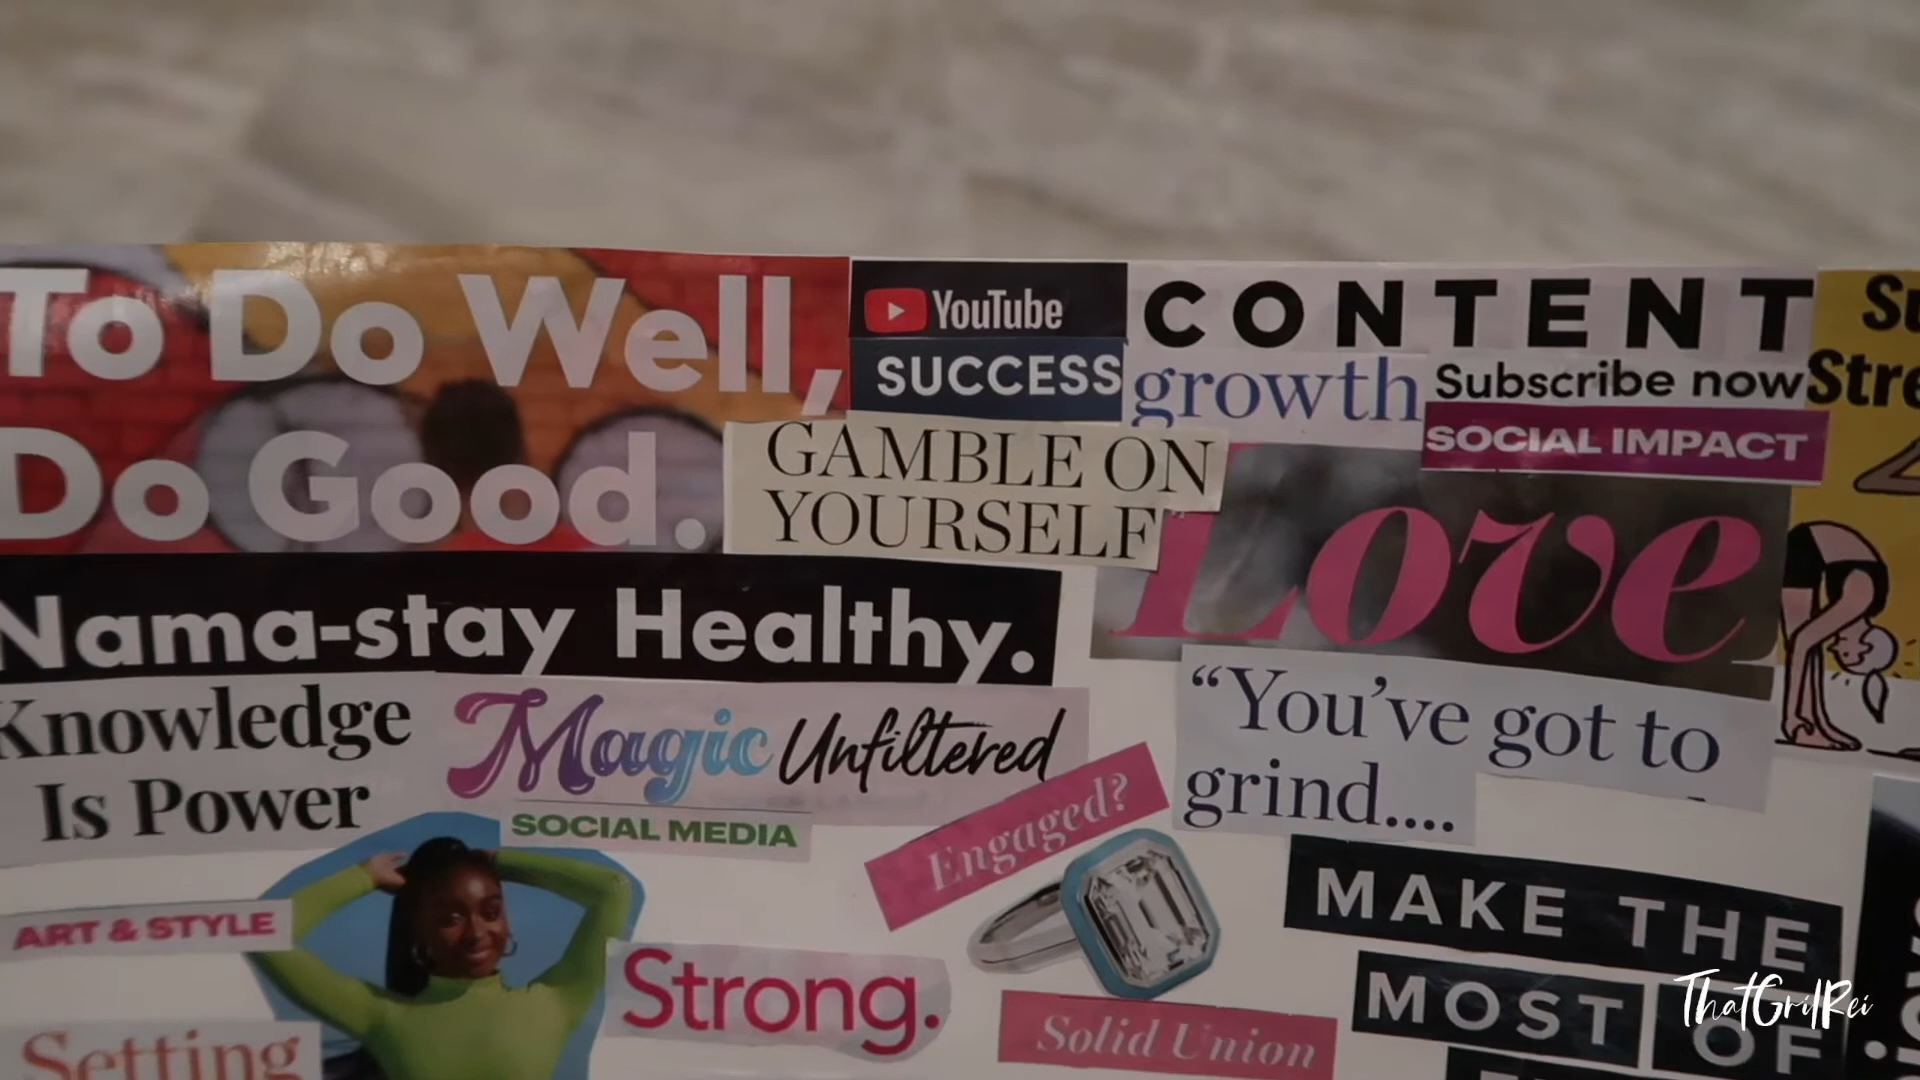 To Do Well,
Do Good.
YouTube
SUCCESS
CONTENT
growth
Subscribe now
SOCIAL IMPACT
GAMBLE ON
YOURSELF"
Love
Nama-stay Healthy.
Knowledge
Is Power
Magic Unfiltered
SOCIAL MEDIA
"You've got to
grind....
Engaged?
ART & STYLE
Strong.
Solid Union
MAKE THE
MOST OF
Setting
ThatGrilRei